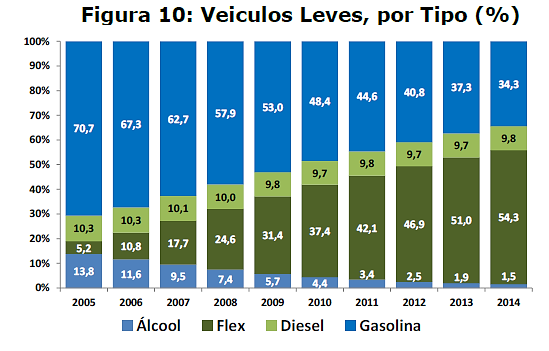 Figura 10: Veiculos Leves, por Tipo (%)
100%
90%
80%
70%
60%
50%
40%
30%
20%
10%
0%
70,7 67,3 62,7 57,9 53,0 48,4 44,6 40,8 37,3 34,3
10,3 10,3 10,1 10,0 9,8 9,7 9,8 9,7 9,7 9,8
5,2 10,8 17,7 24,6 31,4 37,4 42,1 46,9 51,0 54,3
13,8 11,6 9,5 7,4 5,7 4,4 3,4 2,5 1,9 1,5
2005 2006 2007 2008 2009 2010 2011 2012 2013 2014
Álcool Flex Diesel Gasolina